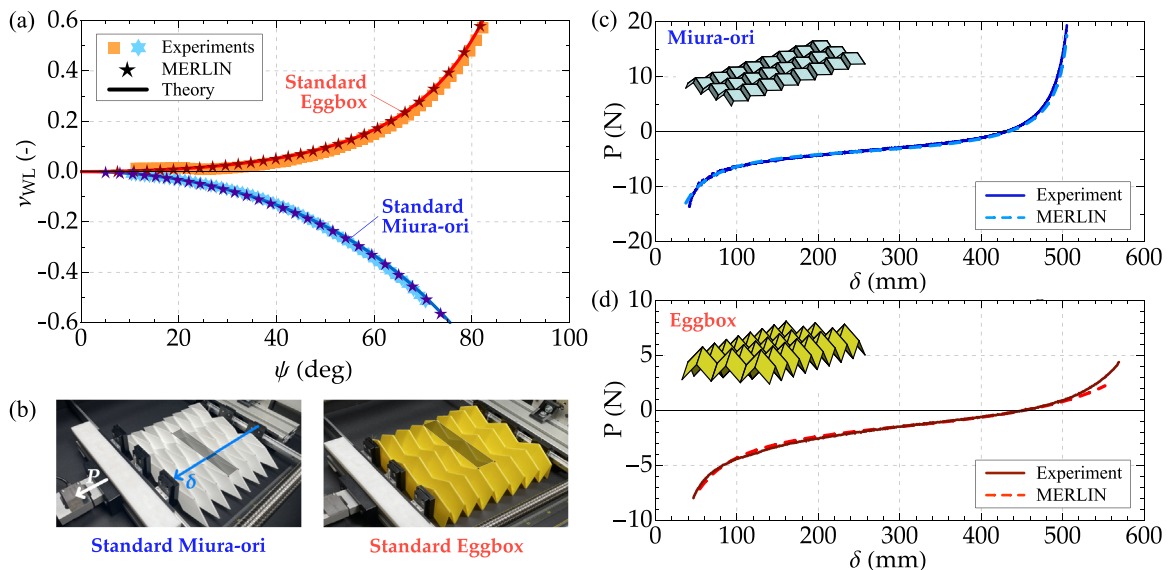 (a)
0.6
0.4
0.2
0.0
−0.2
−0.4
−0.6
νWL (-)
Experiments
MERLIN
Theory
Standard
Eggbox
Standard
Miura-ori
0
20
40
60
80
100
ψ (deg)
(b)
P
δ
Standard Miura-ori
Standard Eggbox
(c)
20
10
0
−10
−20
P (N)
Miura-ori
Experiment
MERLIN
0
100
200
300
400
500
600
δ (mm)
(d)
10
5
0
−5
−10
P (N)
Eggbox
Experiment
MERLIN
0
100
200
300
400
500
600
δ (mm)